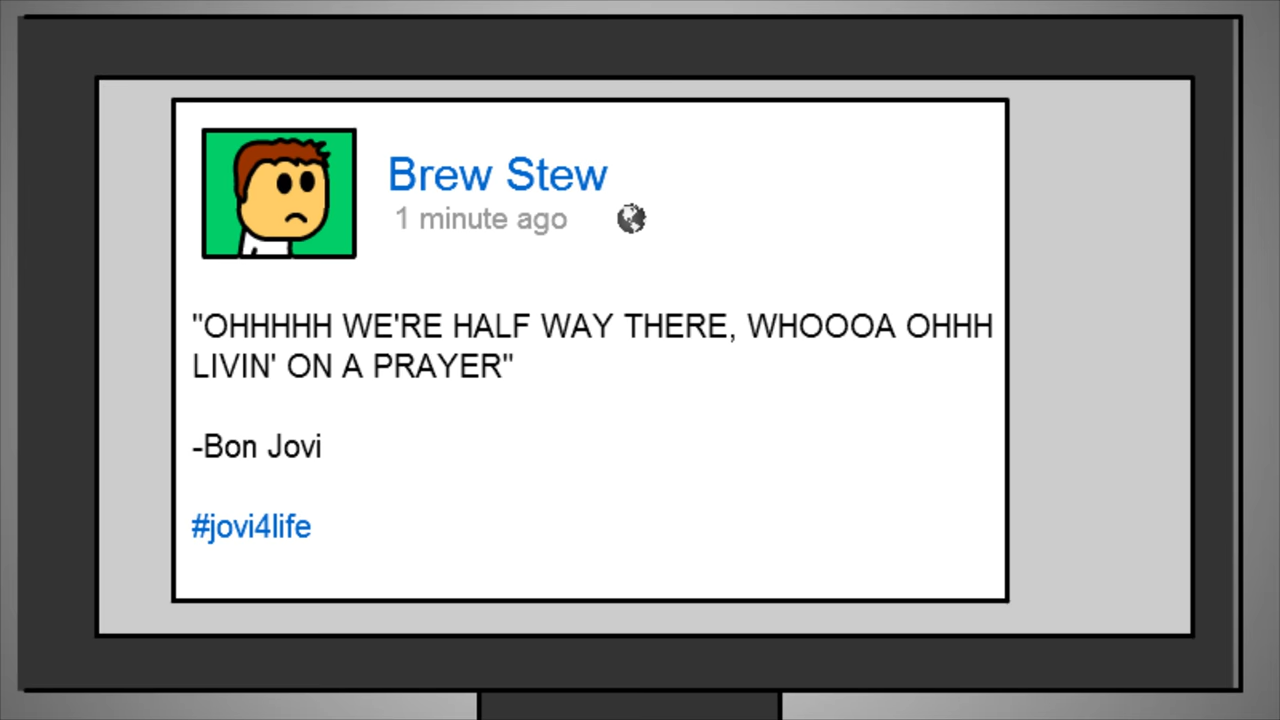 Brew Stew
1 minute ago
"OHHHHH WE'RE HALF WAY THERE, WHOOOA OHHH
LIVIN' ON A PRAYER"
-Bon Jovi
#jovi4life